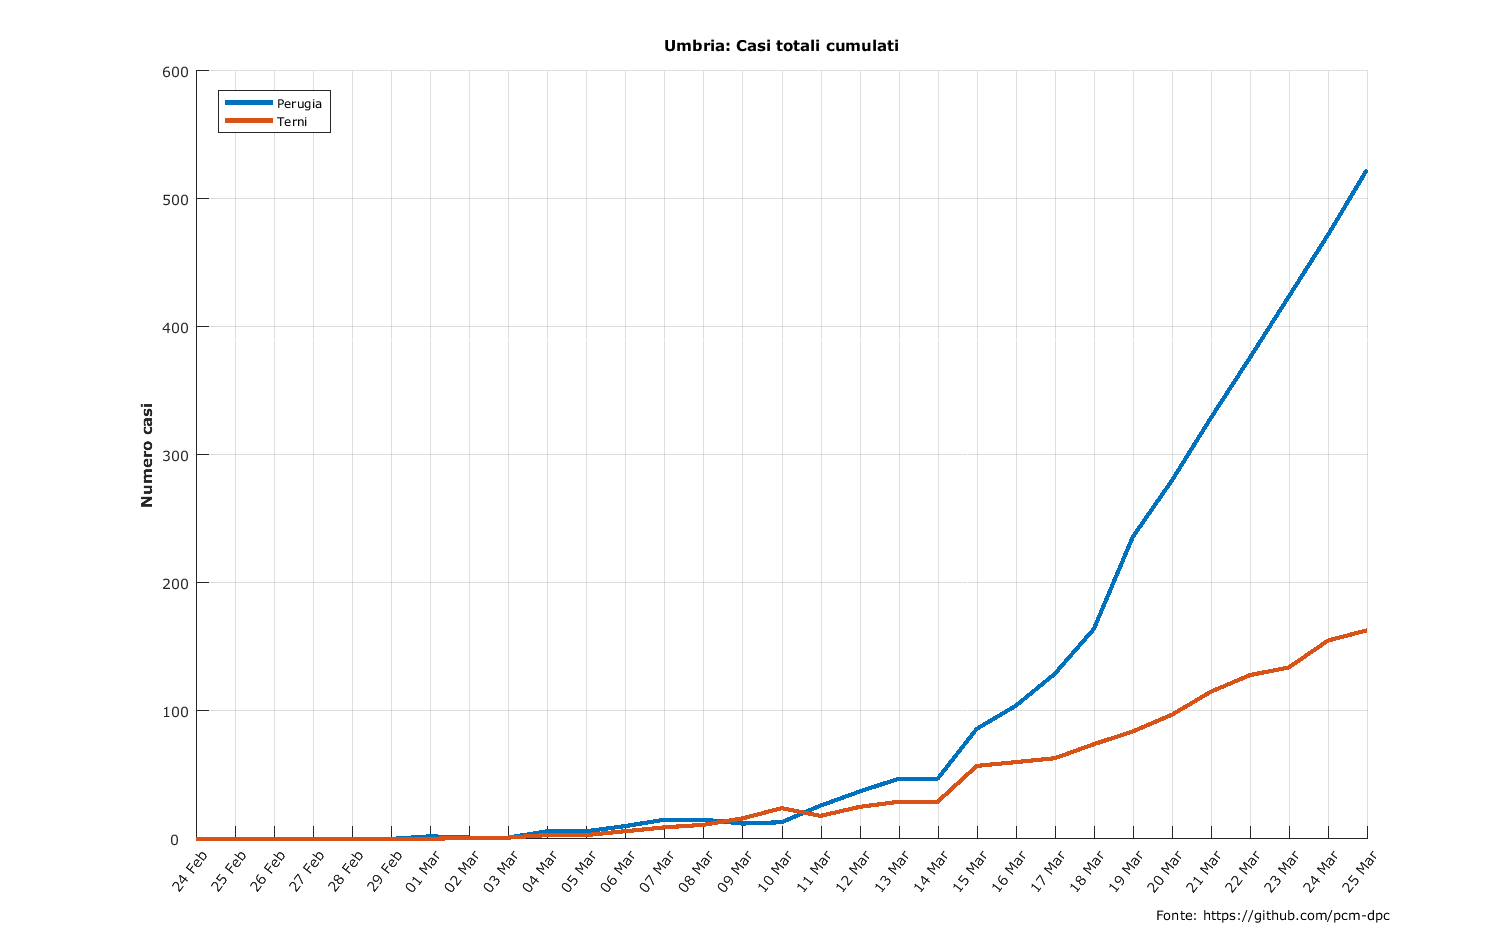 Umbria: Casi totali cumulati
Perugia
Terni
Numero casi
600
500
400
300
200
100
0
24 Feb
25 Feb
26 Feb
27 Feb
28 Feb
29 Feb
01 Mar
02 Mar
03 Mar
04 Mar
05 Mar
06 Mar
07 Mar
08 Mar
09 Mar
10 Mar
11 Mar
12 Mar
13 Mar
14 Mar
15 Mar
16 Mar
17 Mar
18 Mar
19 Mar
20 Mar
21 Mar
22 Mar
23 Mar
24 Mar
25 Mar
Fonte: https://github.com/pcm-dpc